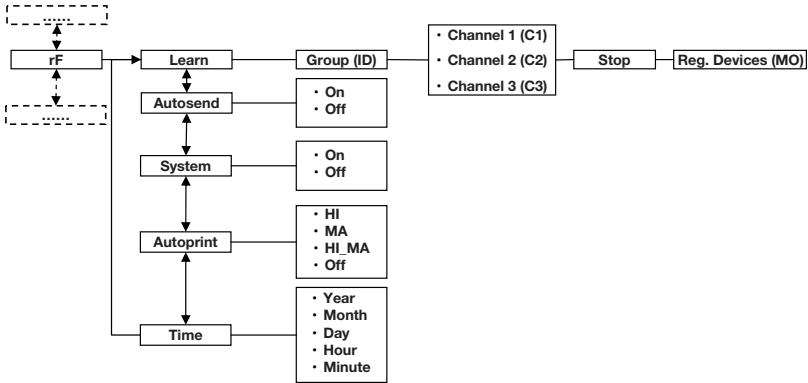 ......
rF
......
Learn
Group (ID)
• Channel 1 (C1)
• Channel 2 (C2)
• Channel 3 (C3)
Stop
Reg. Devices (MO)
Autosend
• On
• Off
System
• On
• Off
Autoprint
• HI
• MA
• HI_MA
• Off
Time
• Year
• Month
• Day
• Hour
• Minute